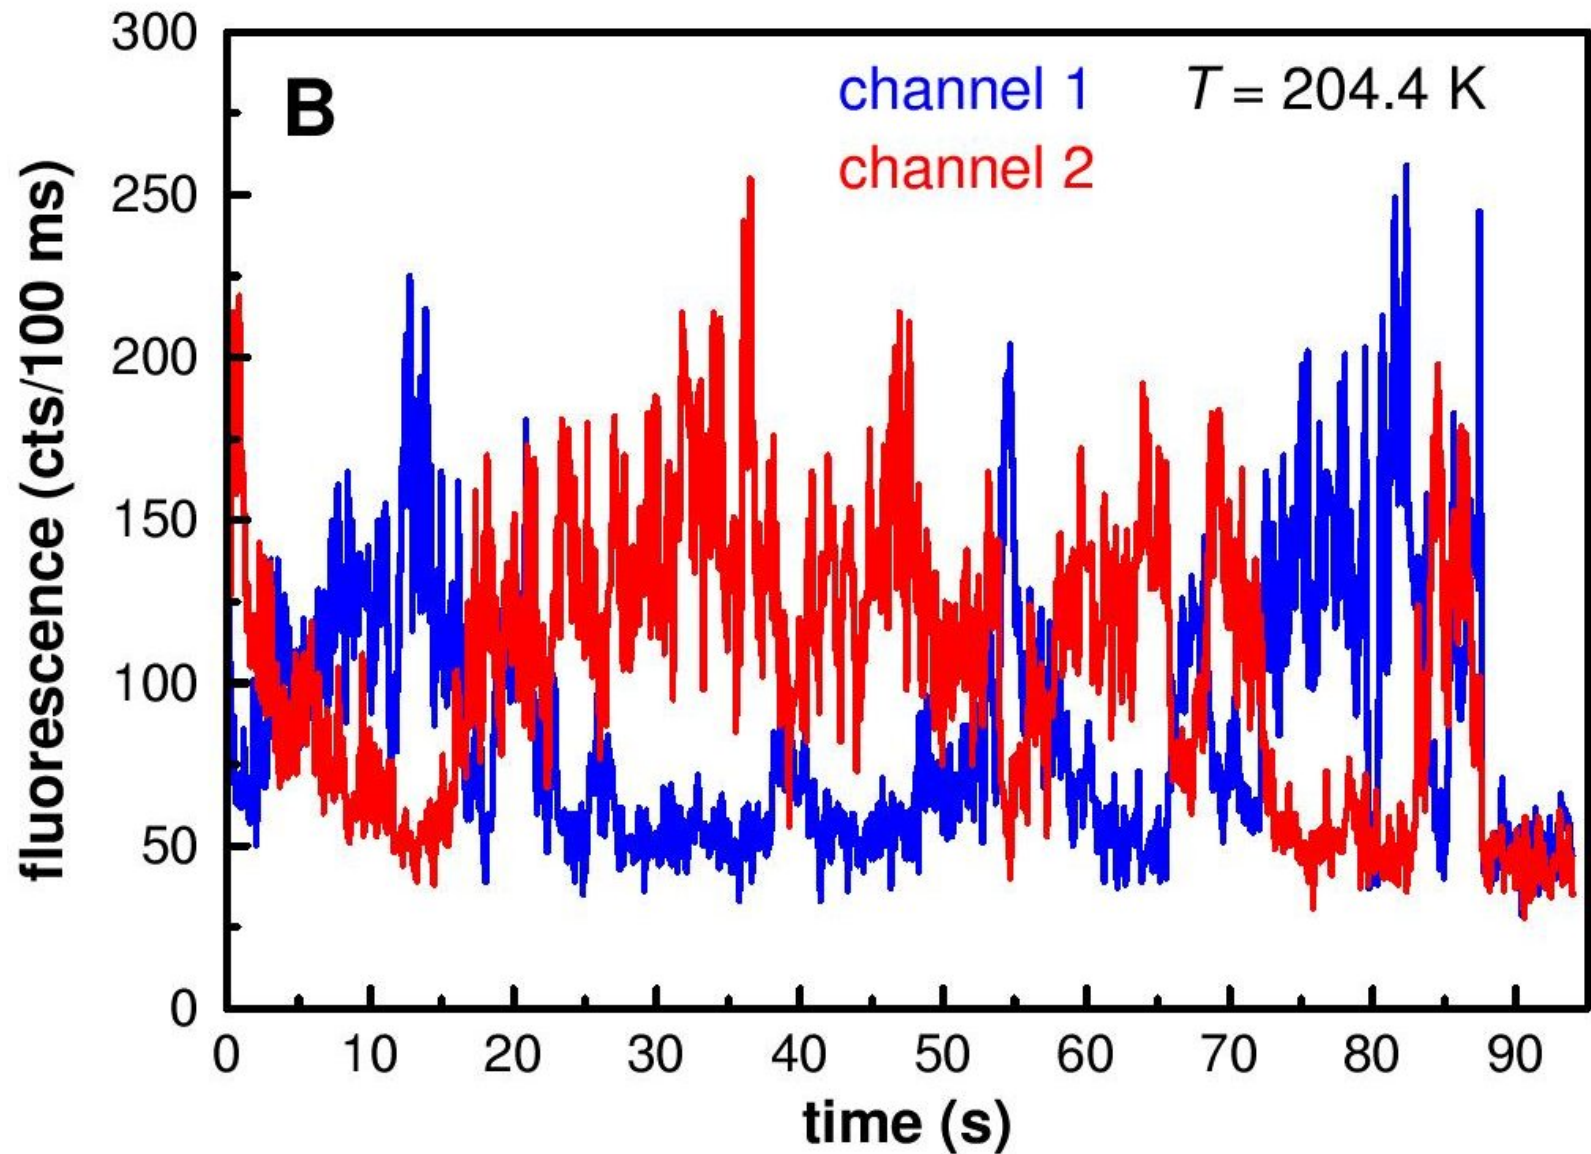 300
B
channel 1
T = 204.4 K
channel 2
250
200
150
100
50
0
fluorescence (cts/100 ms)
0 10 20 30 40 50 60 70 80 90
time (s)